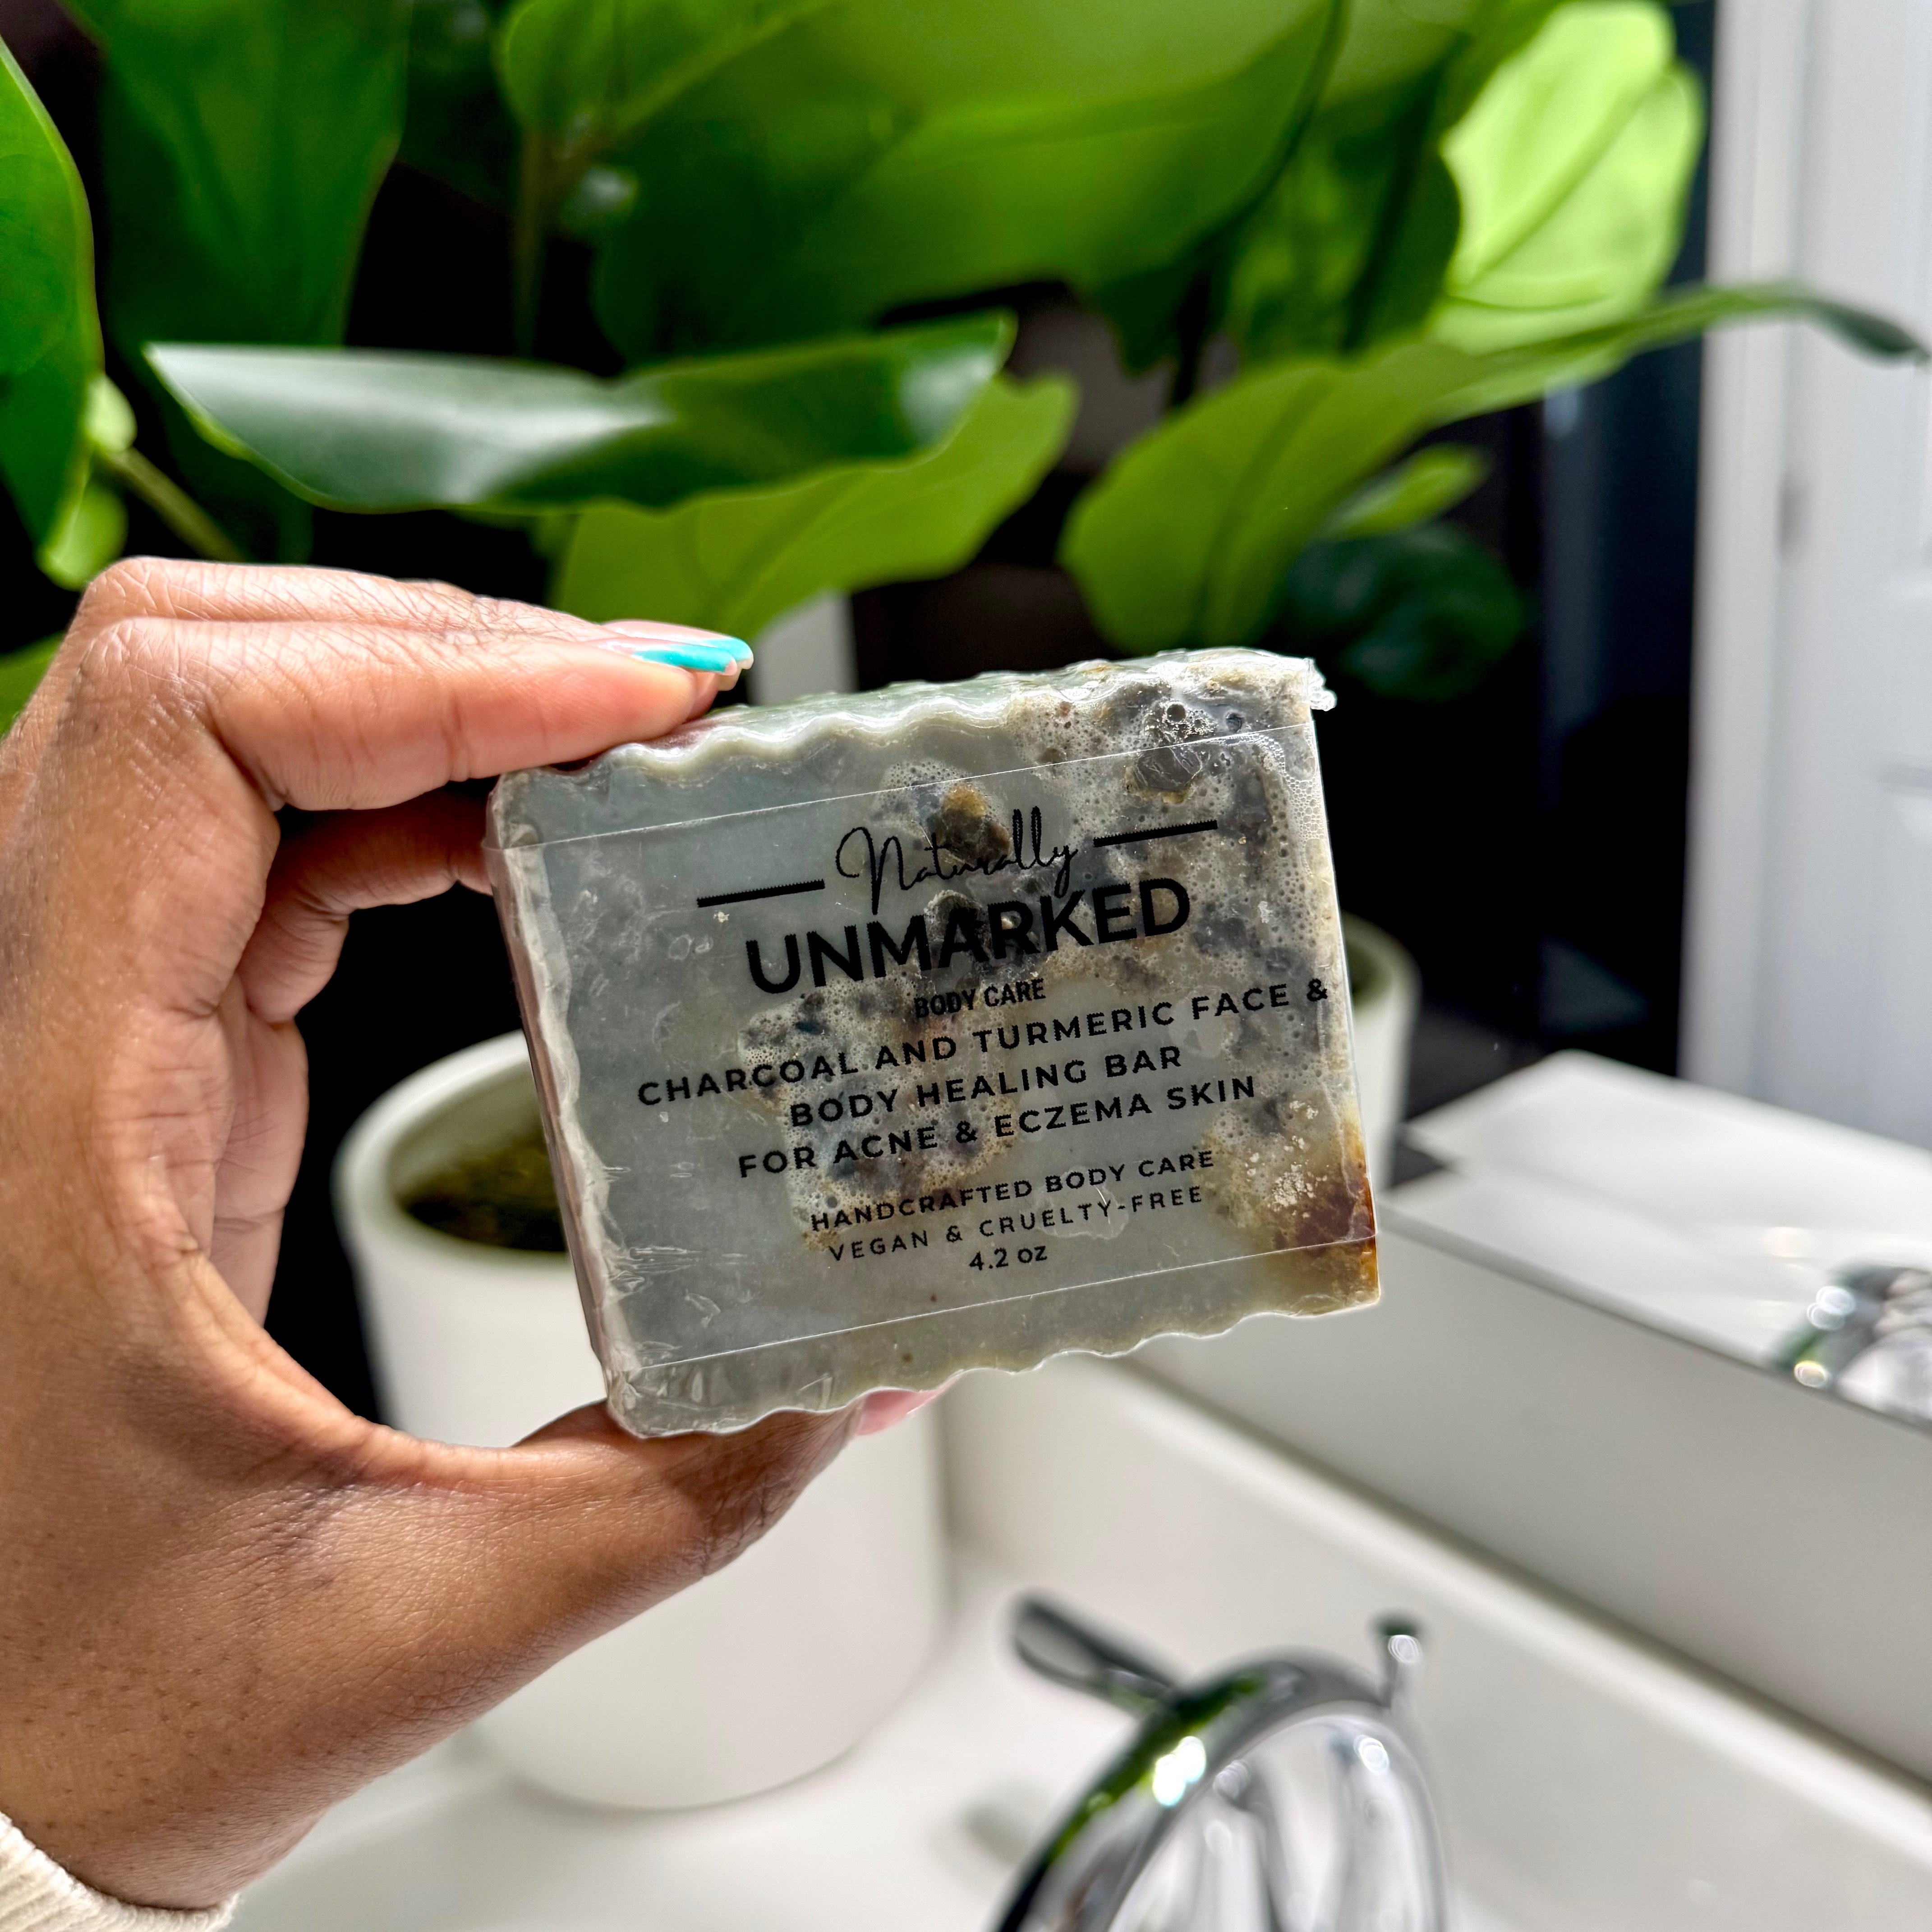 Naturally
UNMARKED
BODY CARE
CHARCOAL AND TURMERIC FACE &
BODY HEALING BAR
FOR ACNE & ECZEMA SKIN
HANDCRAFTED BODY CARE
VEGAN & CRUELTY-FREE
4.2 oz